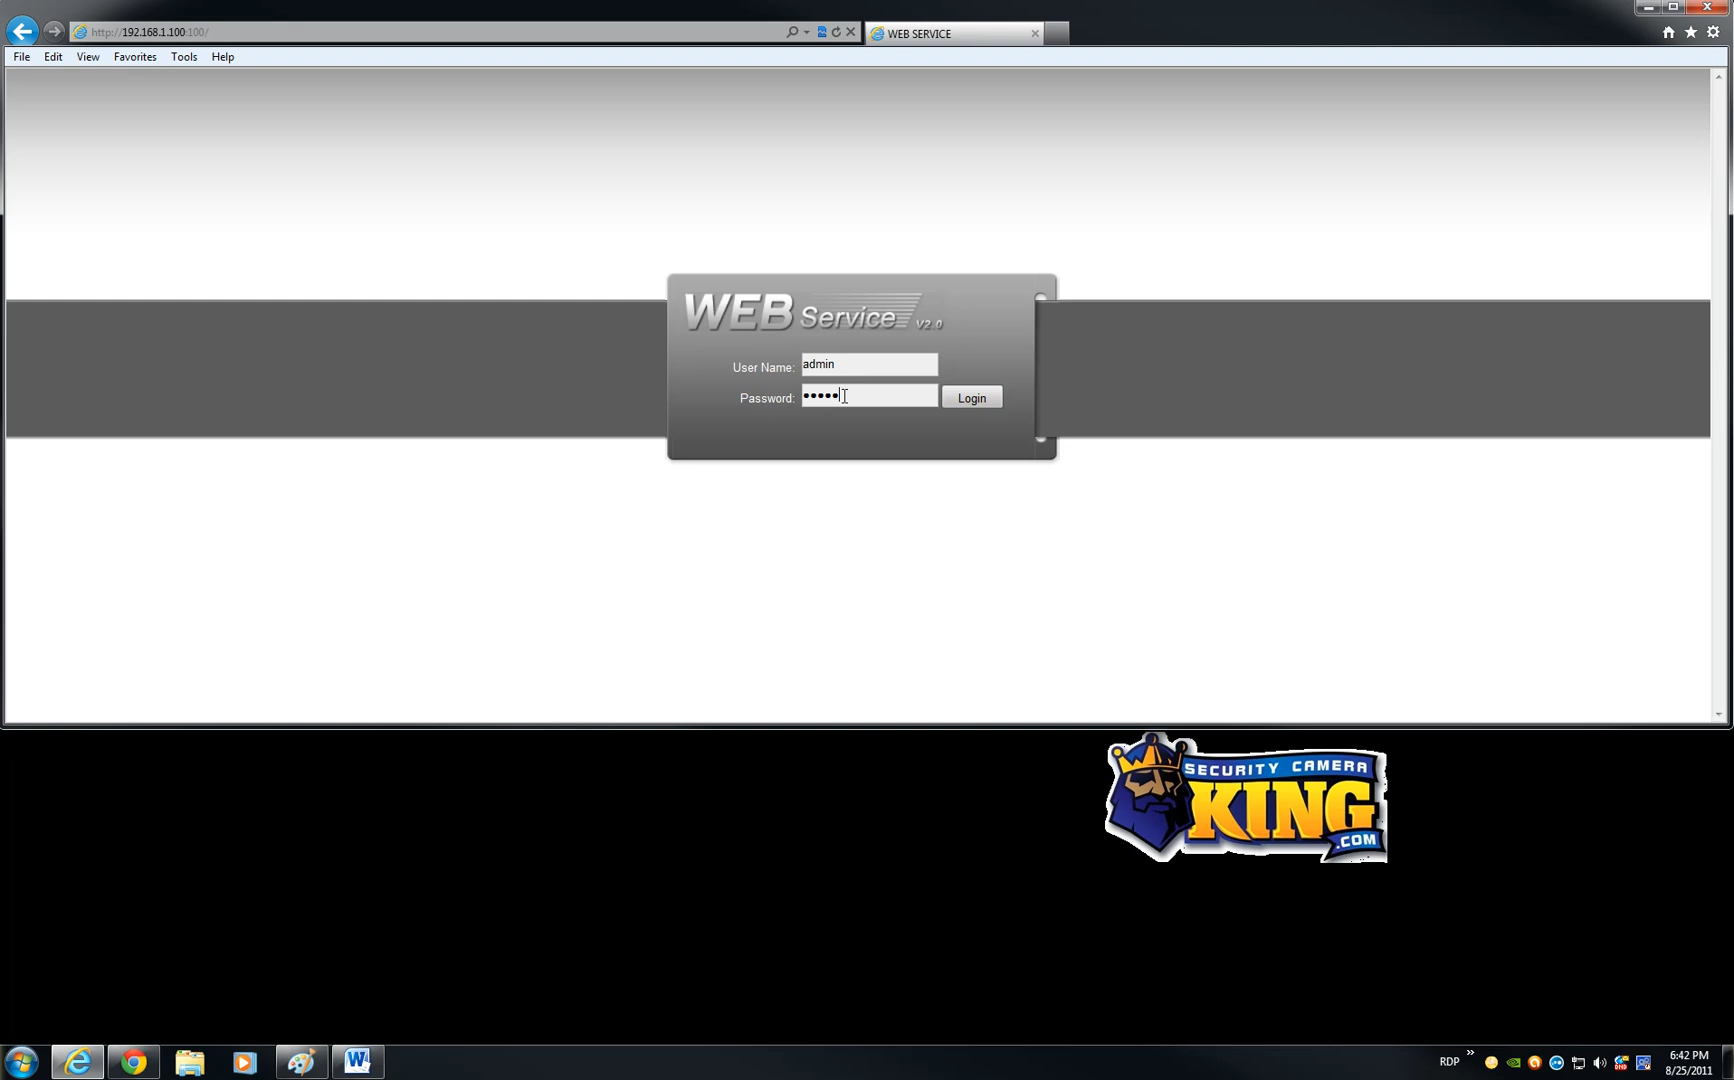 http://192.168.1.100:100/
WEB SERVICE
File Edit View Favorites Tools Help
WEB Service V2.0
User Name: admin
Password: •••••
Login
SECURITY CAMERA
KING
.COM
RDP
6:42 PM
8/25/2011